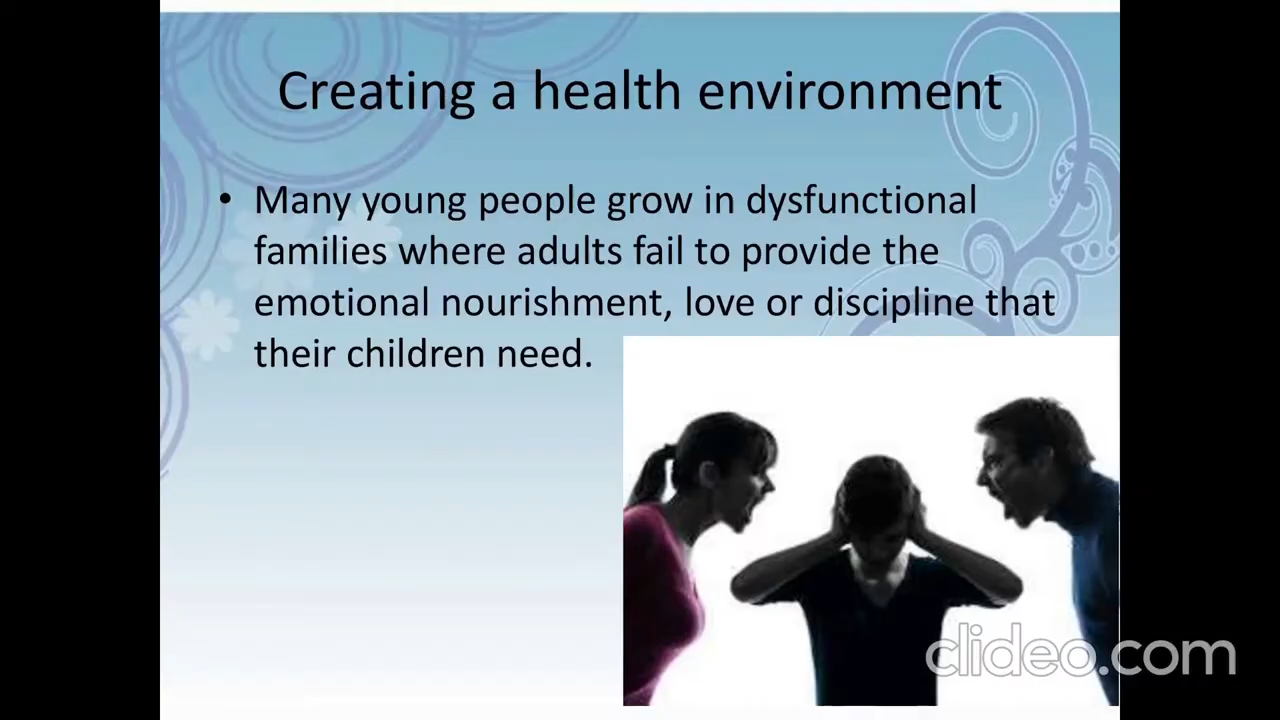 Creating a health environment
• Many young people grow in dysfunctional
families where adults fail to provide the
emotional nourishment, love or discipline that
their children need.
clideo.com